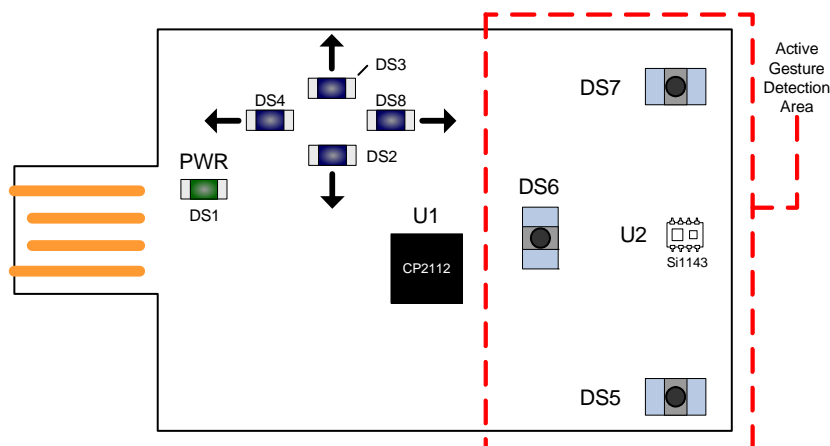 Active
Gesture
Detection
Area
DS3
DS7
DS4
DS8
PWR
DS2
DS6
DS1
U1
U2
CP2112
Si1143
DS5